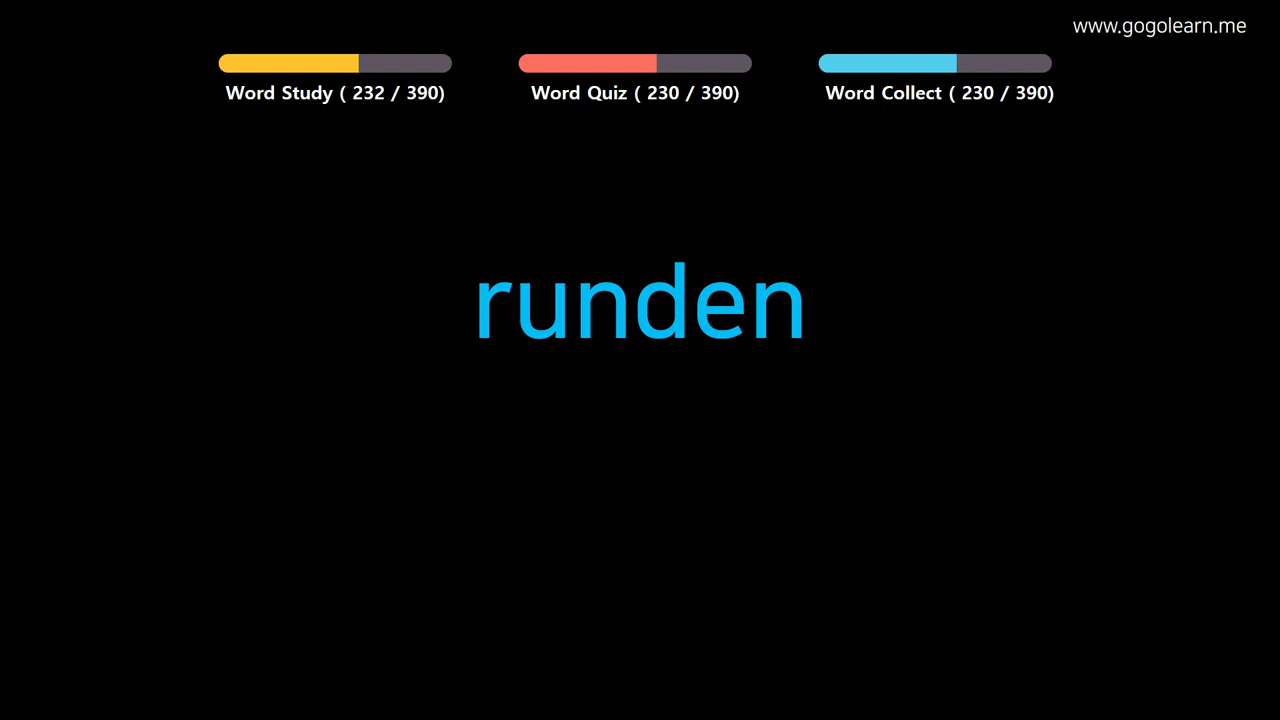 www.gogolearn.me
Word Study ( 232 / 390)
Word Quiz ( 230 / 390)
Word Collect ( 230 / 390)
runden